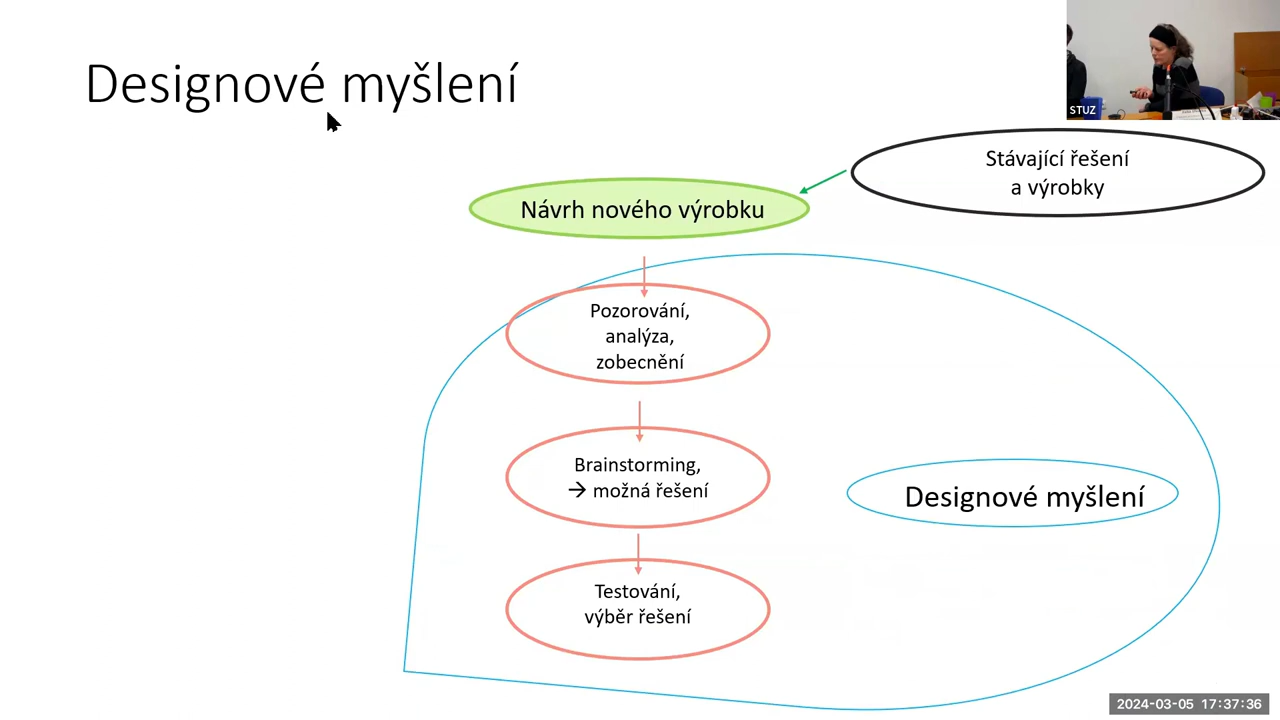 Designové myšlení
STUZ
Stávající řešení
a výrobky
Návrh nového výrobku
Pozorování,
analýza,
zobecnění
Brainstorming,
→ možná řešení
Designové myšlení
Testování,
výběr řešení
2024-03-05 17:37:36